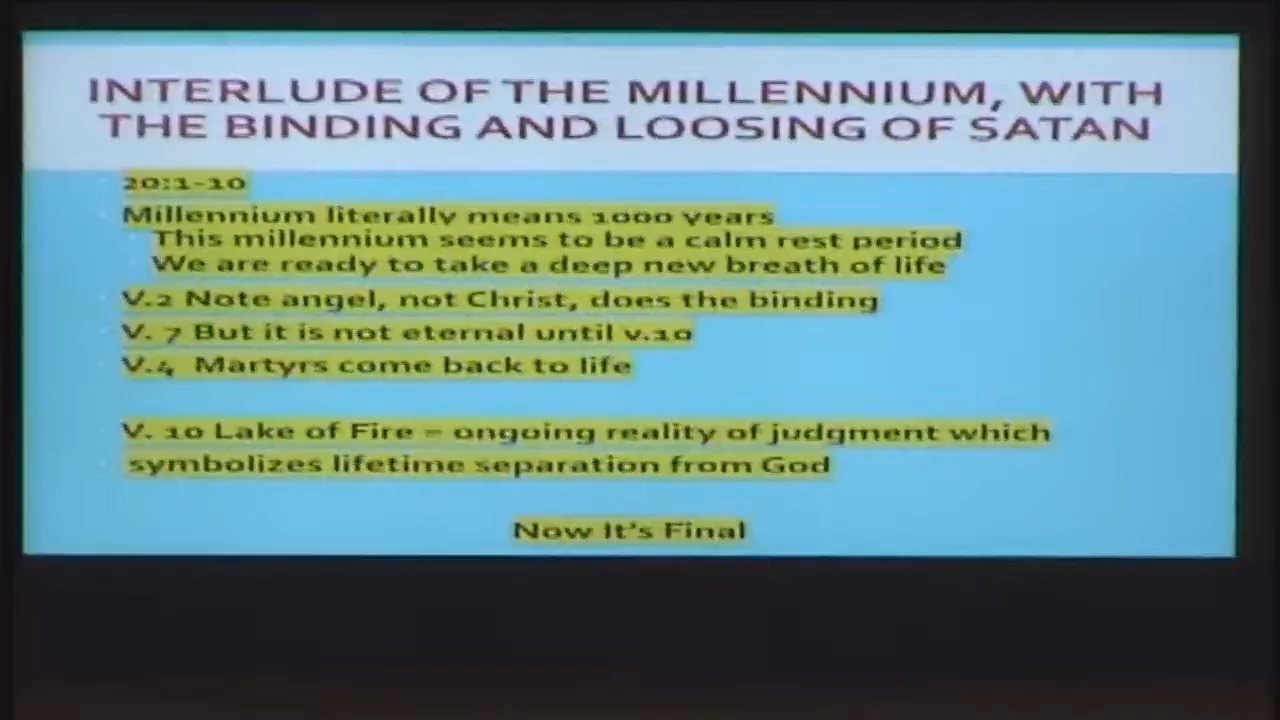 INTERLUDE OF THE MILLENNIUM, WITH
THE BINDING AND LOOSING OF SATAN
20:1-10
Millennium literally means 1000 years
This millennium seems to be a calm rest period
We are ready to take a deep new breath of life
V.2 Note angel, not Christ, does the binding
V. 7 But it is not eternal until v.10
V.4 Martyrs come back to life
V. 10 Lake of Fire = ongoing reality of judgment which
symbolizes lifetime separation from God
Now It's Final